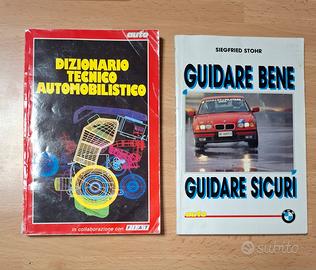 auto
DIZIONARIO
TECNICO
AUTOMOBILISTICO
in collaborazione con FIAT
SIEGFRIED STOHR
GUIDARE BENE
GUIDARE SICURI
auto
subito